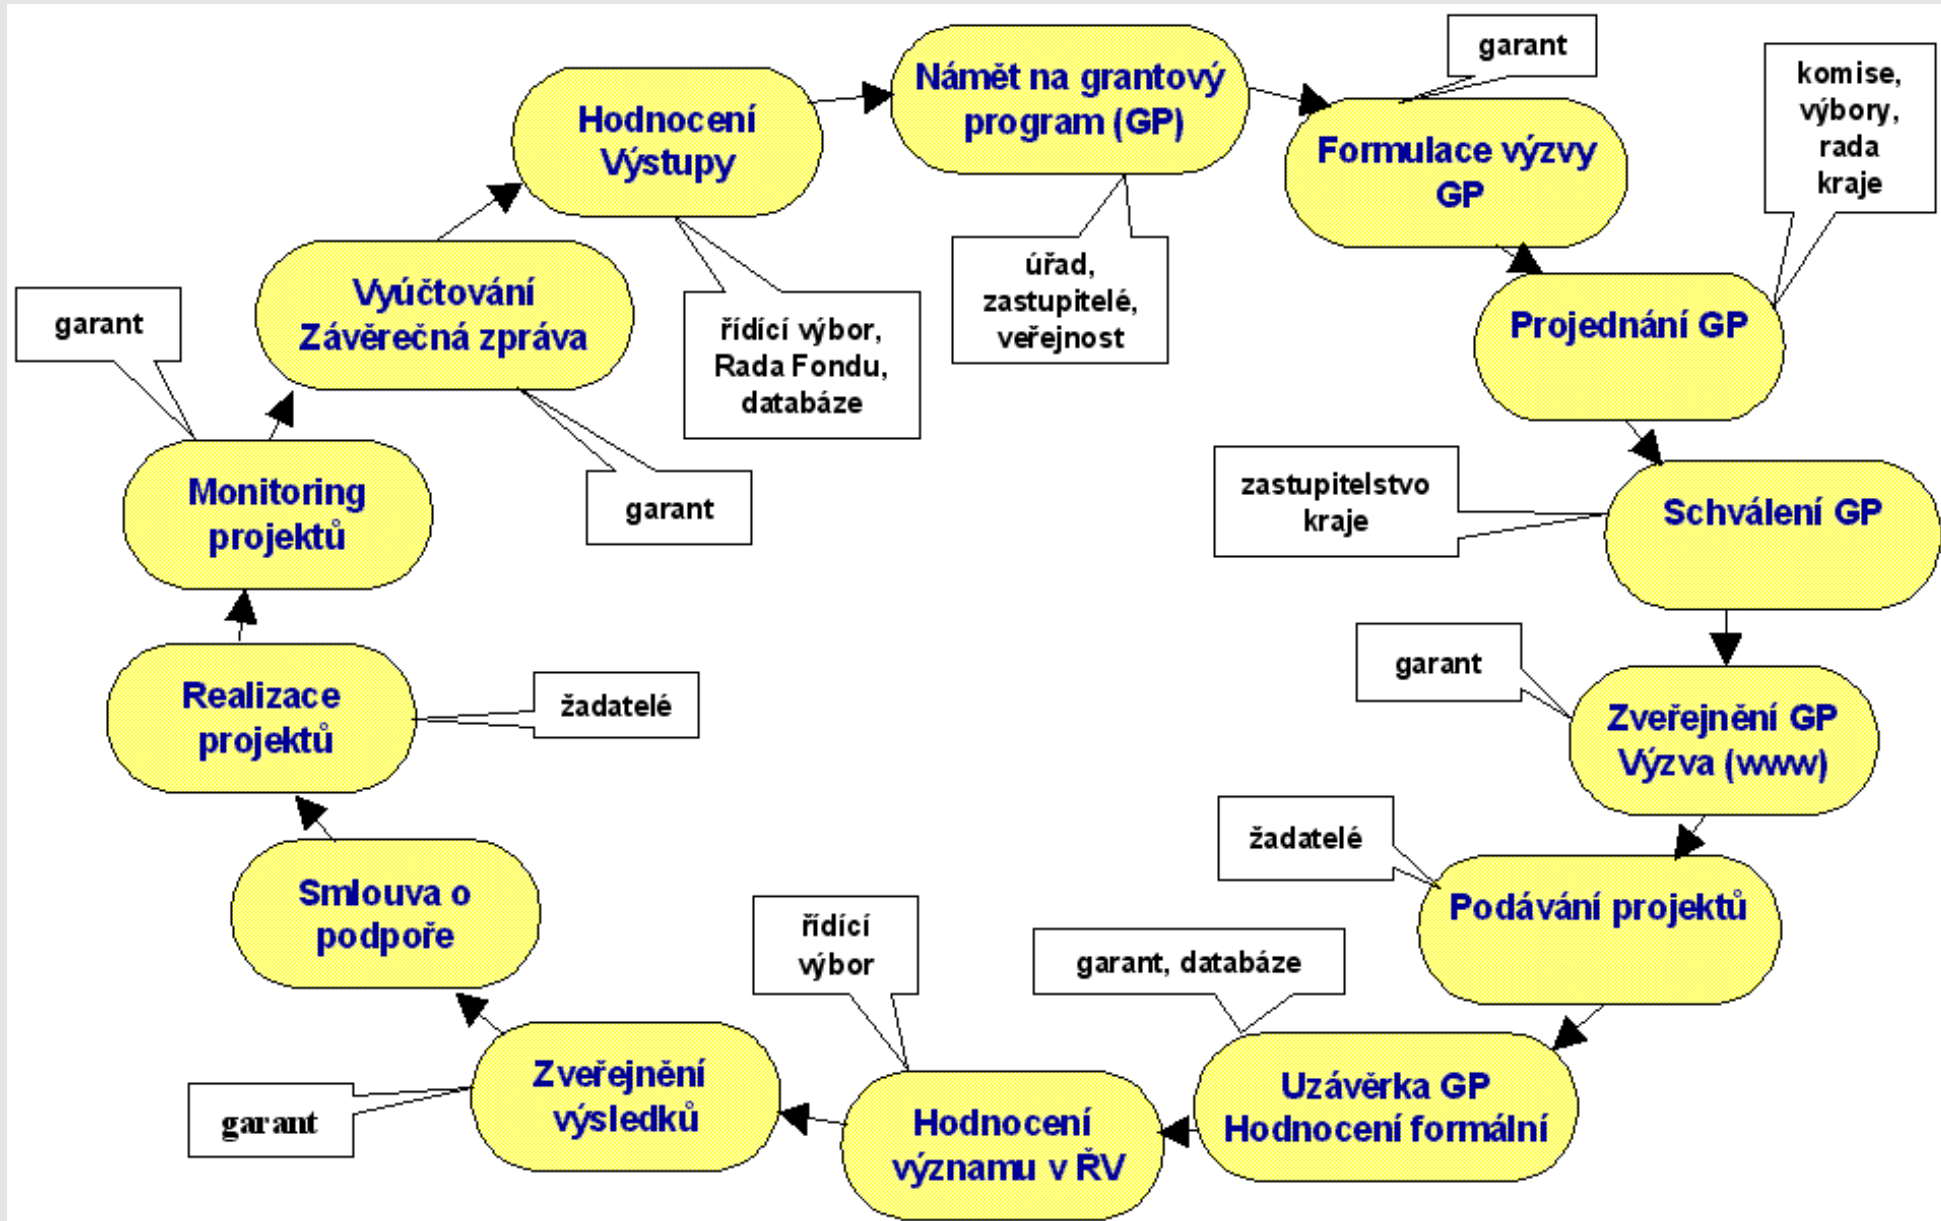 Námět na grantový
program (GP)
úřad,
zastupitelé,
veřejnost
garant
Formulace výzvy
GP
komise,
výbory,
rada
kraje
Projednání GP
zastupitelstvo
kraje
Schválení GP
garant
Zveřejnění GP
Výzva (www)
žadatelé
Podávání projektů
garant, databáze
Uzávěrka GP
Hodnocení formální
řídící
výbor
Hodnocení
významu v ŘV
garant
Zveřejnění
výsledků
Smlouva o
podpoře
Realizace
projektů
žadatelé
garant
Monitoring
projektů
Vyúčtování
Závěrečná zpráva
garant
Hodnocení
Výstupy
řídící výbor,
Rada Fondu,
databáze